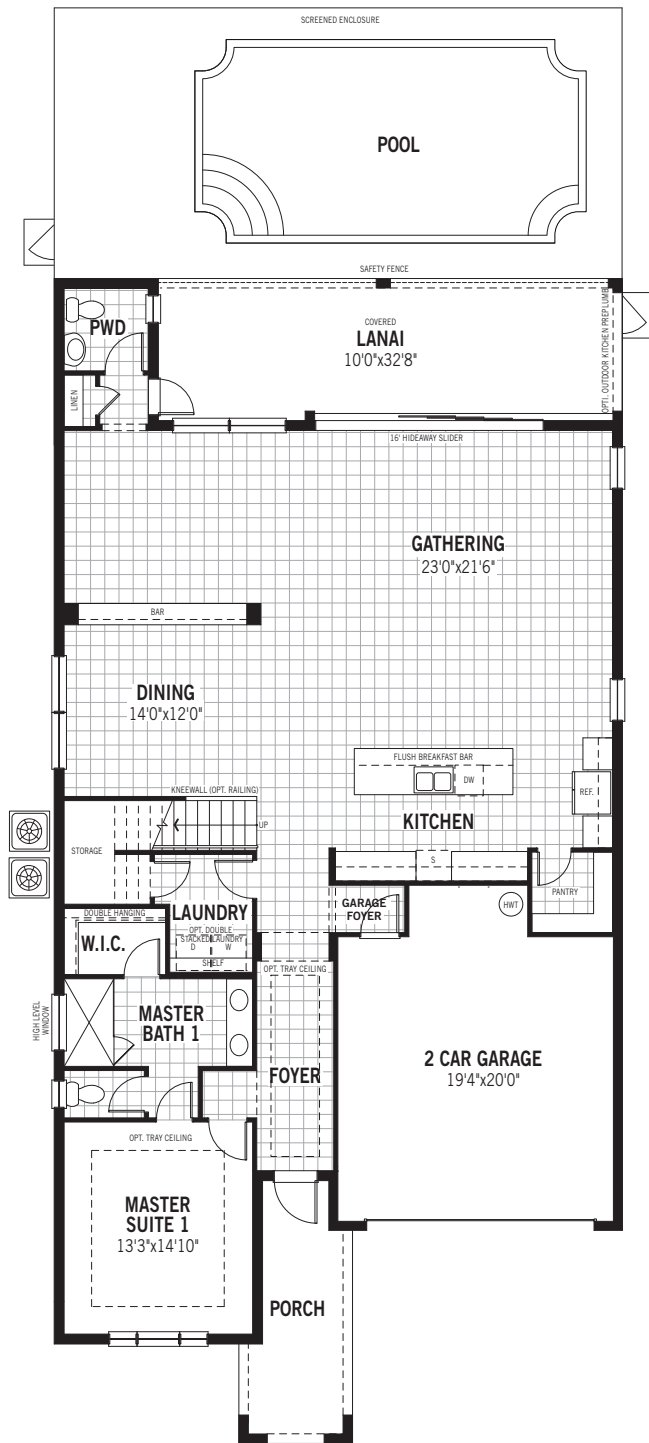 SCREENED ENCLOSURE
POOL
SAFETY FENCE
PWD
COVERED
LANAI
10'0"x32'8"
OPTI. OUTDOOR KITCHEN PREP LUMB
LINEN
16' HIDEAWAY SLIDER
GATHERING
23'0"x21'6"
BAR
DINING
14'0"x12'0"
FLUSH BREAKFAST BAR
DW
REF.
KNEEWALL (OPT. RAILING)
UP
KITCHEN
STORAGE
S
PANTRY
LAUNDRY
OPT. DOUBLE
STACKED LAUNDRY
D W
SHELF
GARAGE
FOYER
HWT
DOUBLE HANGING
W.I.C.
OPT. TRAY CEILING
HIGH LEVEL
WINDOW
MASTER
BATH 1
FOYER
2 CAR GARAGE
19'4"x20'0"
OPT. TRAY CEILING
MASTER
SUITE 1
13'3"x14'10"
PORCH